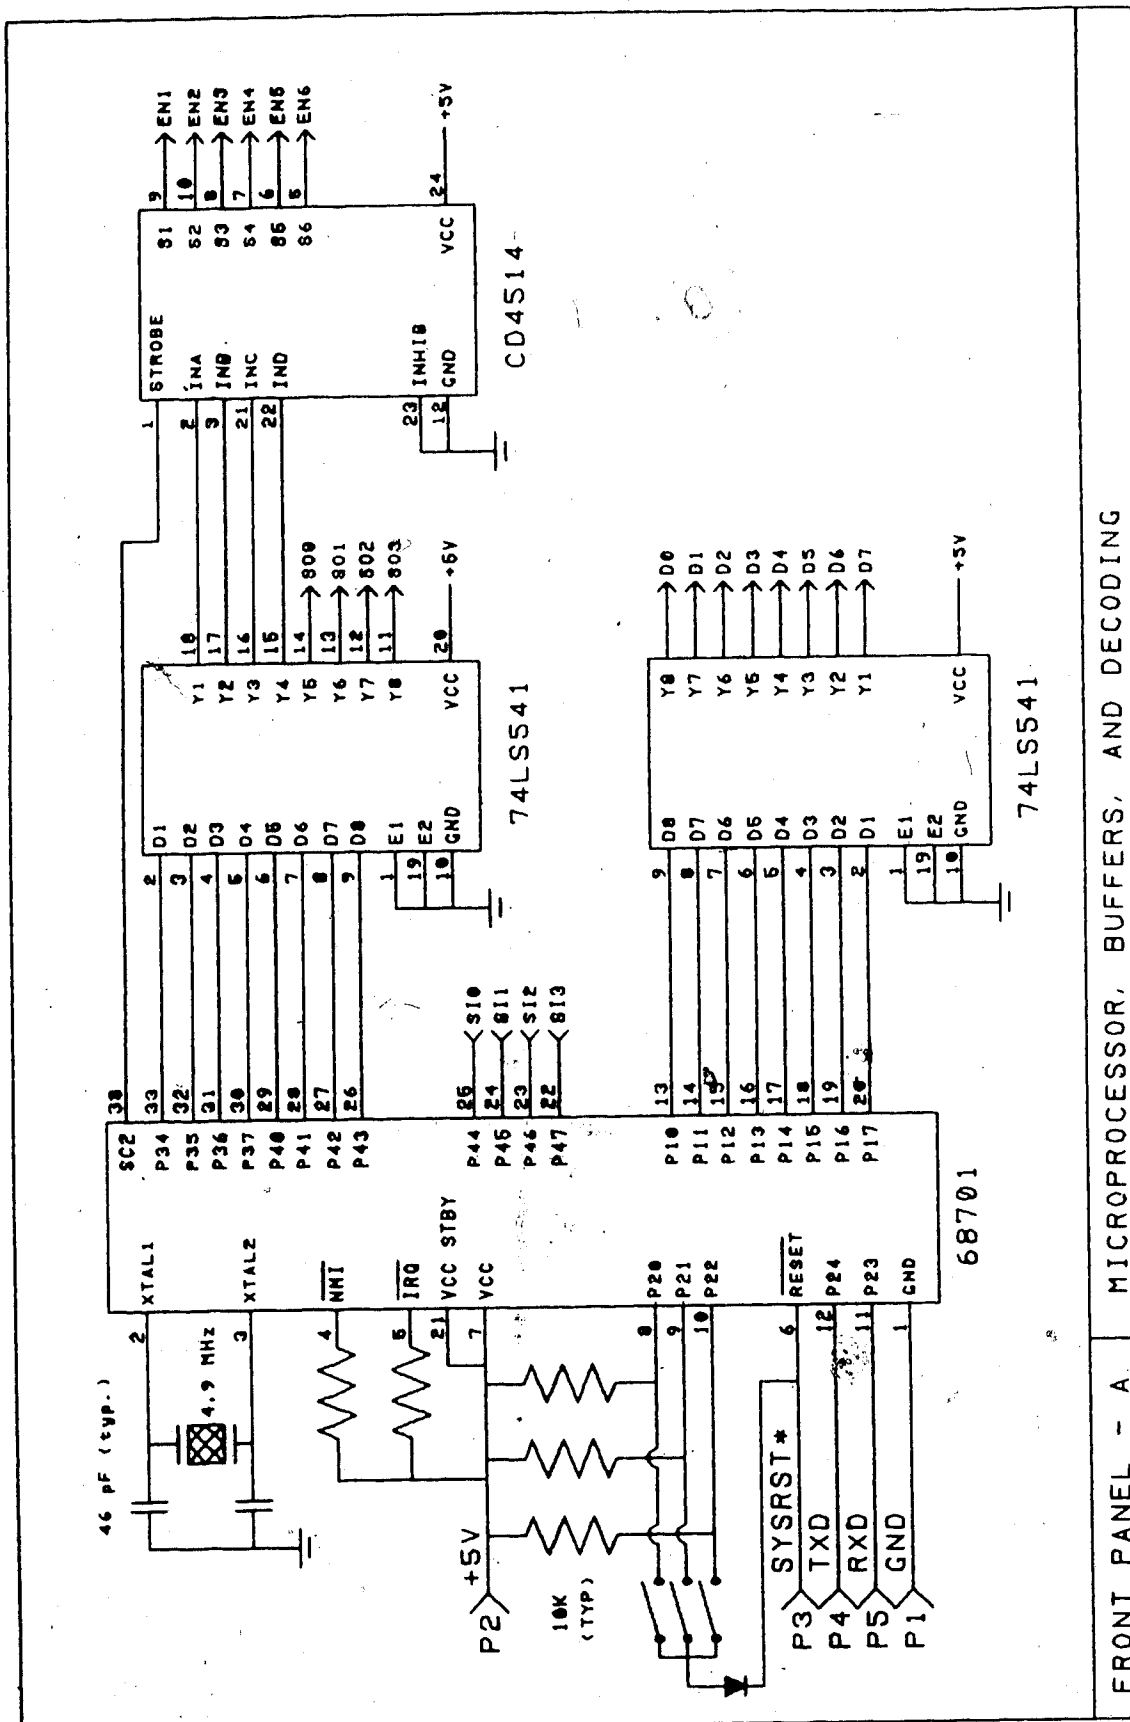 46 pF (typ.)
4.9 MHz
2
3
4
5
21
7
8
9
10
6
12
11
1
XTAL1
XTAL2
NMI
IRQ
VCC STBY
VCC
P20
P21
P22
RESET
P24
P23
GND
SC2
P34
P35
P36
P37
P40
P41
P42
P43
P44
P45
P46
P47
P10
P11
P12
P13
P14
P15
P16
P17
38
33
32
31
30
29
28
27
26
25
24
23
22
13
14
15
16
17
18
19
20
68701
SI0
SI1
SI2
SI3
P2
+5V
10K
(TYP)
SYSRST*
TXD
RXD
GND
P3
P4
P5
P1
2
3
4
5
6
7
8
9
1
19
10
D1
D2
D3
D4
D5
D6
D7
D8
E1
E2
GND
Y1
Y2
Y3
Y4
Y5
Y6
Y7
Y8
VCC
18
17
16
15
14
13
12
11
20
SO0
SO1
SO2
SO3
+5V
74LS541
9
8
7
6
5
4
3
2
1
19
10
D8
D7
D6
D5
D4
D3
D2
D1
E1
E2
GND
Y8
Y7
Y6
Y5
Y4
Y3
Y2
Y1
VCC
D0
D1
D2
D3
D4
D5
D6
D7
+5V
74LS541
1
2
3
21
22
23
12
STROBE
INA
INB
INC
IND
INHIB
GND
S1
S2
S3
S4
S5
S6
VCC
9
10
8
7
6
5
24
EN1
EN2
EN3
EN4
EN5
EN6
+5V
CD4514
FRONT PANEL - A
MICROPROCESSOR, BUFFERS, AND DECODING